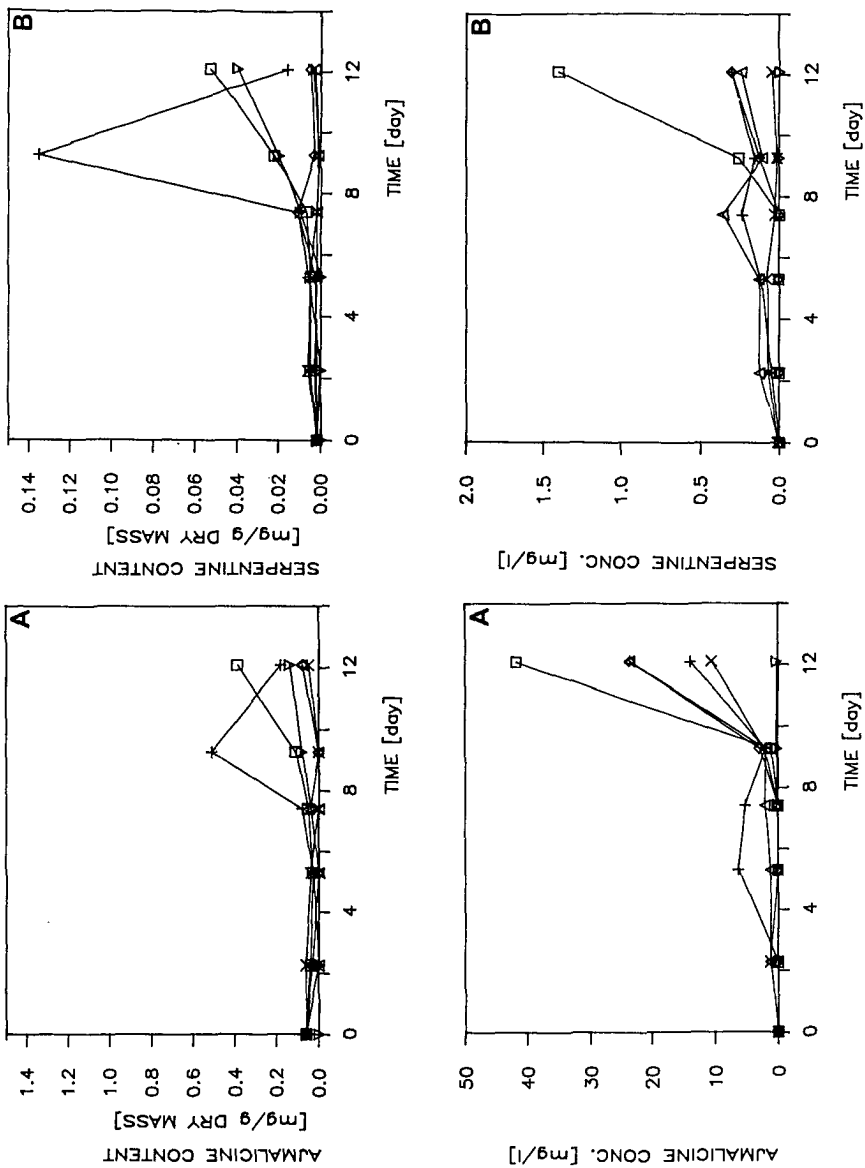 A
AJMALICINE CONTENT
[mg/g DRY MASS]
1.4
1.2
1.0
0.8
0.6
0.4
0.2
0.0
0 4 8 12
TIME [day]
B
SERPENTINE CONTENT
[mg/g DRY MASS]
0.14
0.12
0.10
0.08
0.06
0.04
0.02
0.00
0 4 8 12
TIME [day]
A
AJMALICINE CONC. [mg/l]
50
40
30
20
10
0
0 4 8 12
TIME [day]
B
SERPENTINE CONC. [mg/l]
2.0
1.5
1.0
0.5
0.0
0 4 8 12
TIME [day]